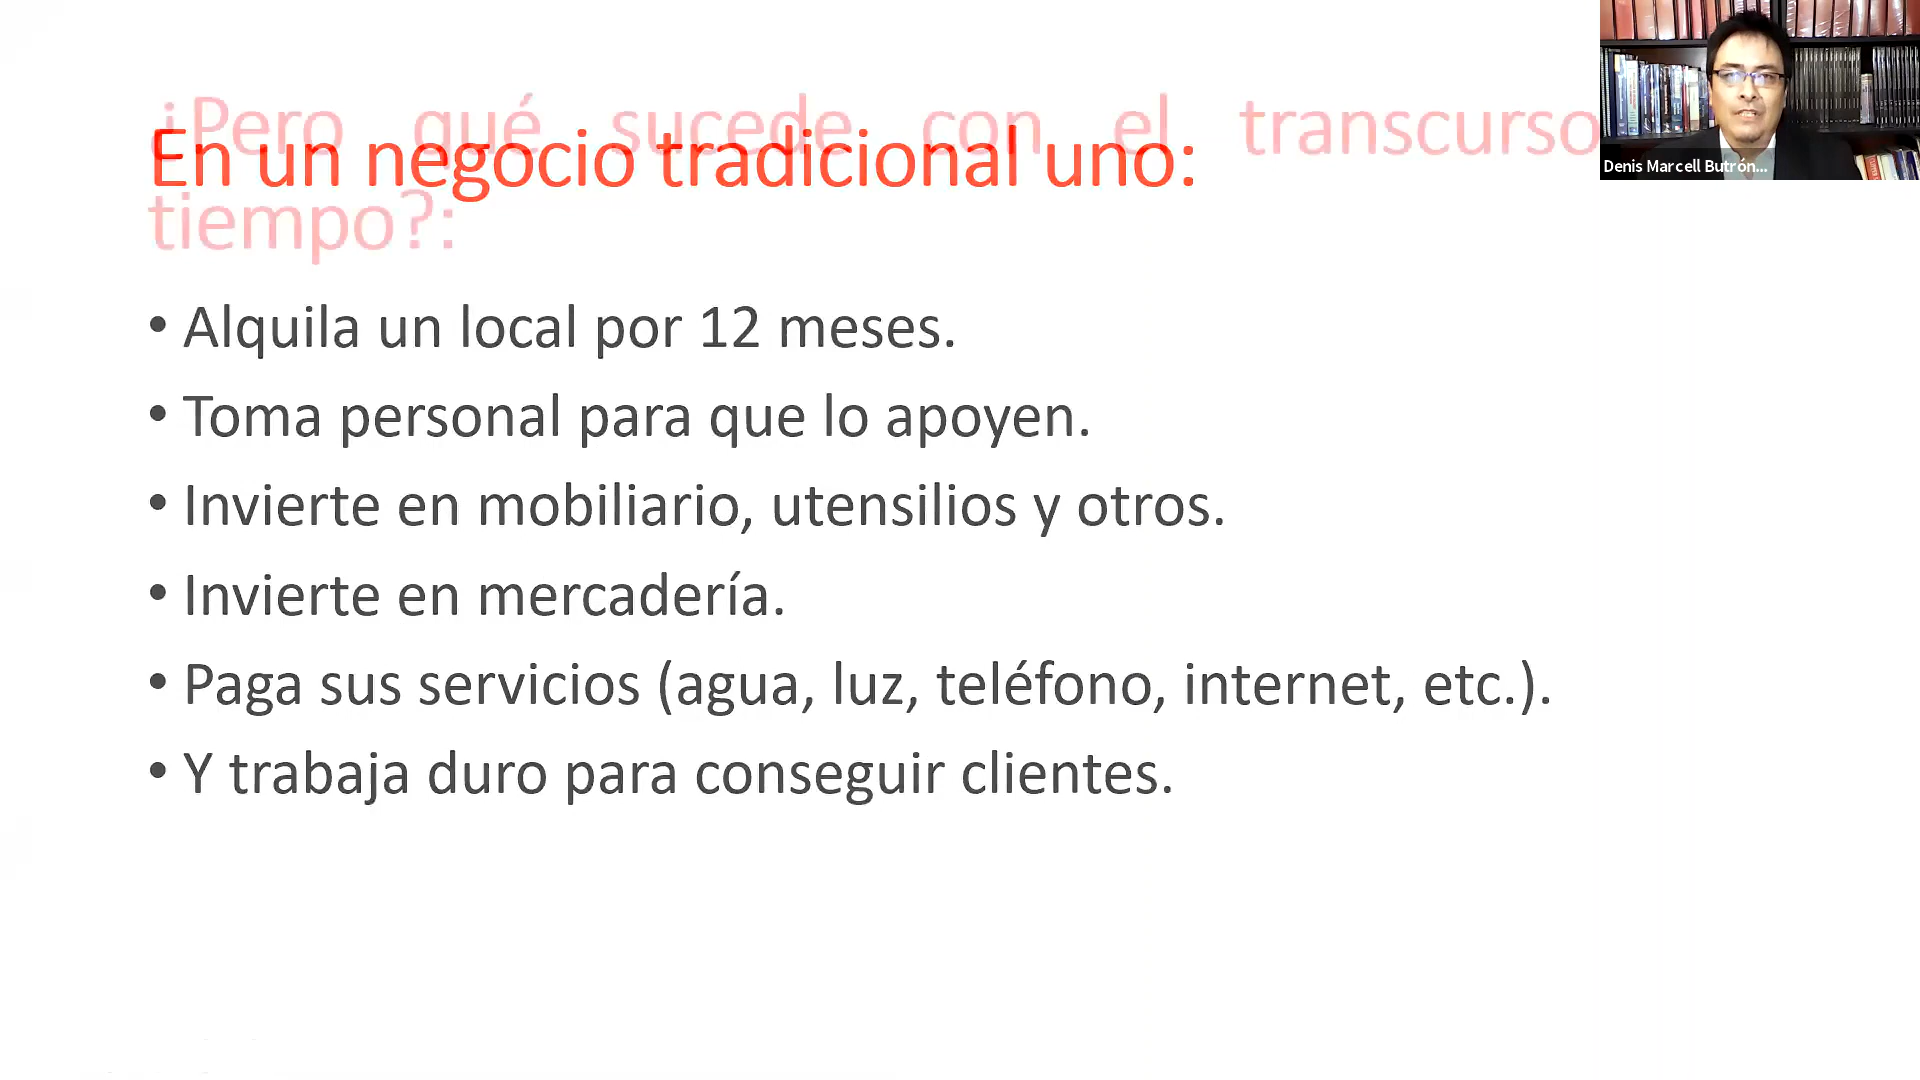 ¿Pero qué sucede con el transcurso
En un negocio tradicional uno:
tiempo?:
• Alquila un local por 12 meses.
• Toma personal para que lo apoyen.
• Invierte en mobiliario, utensilios y otros.
• Invierte en mercadería.
• Paga sus servicios (agua, luz, teléfono, internet, etc.).
• Y trabaja duro para conseguir clientes.
Denis Marcell Butrón...